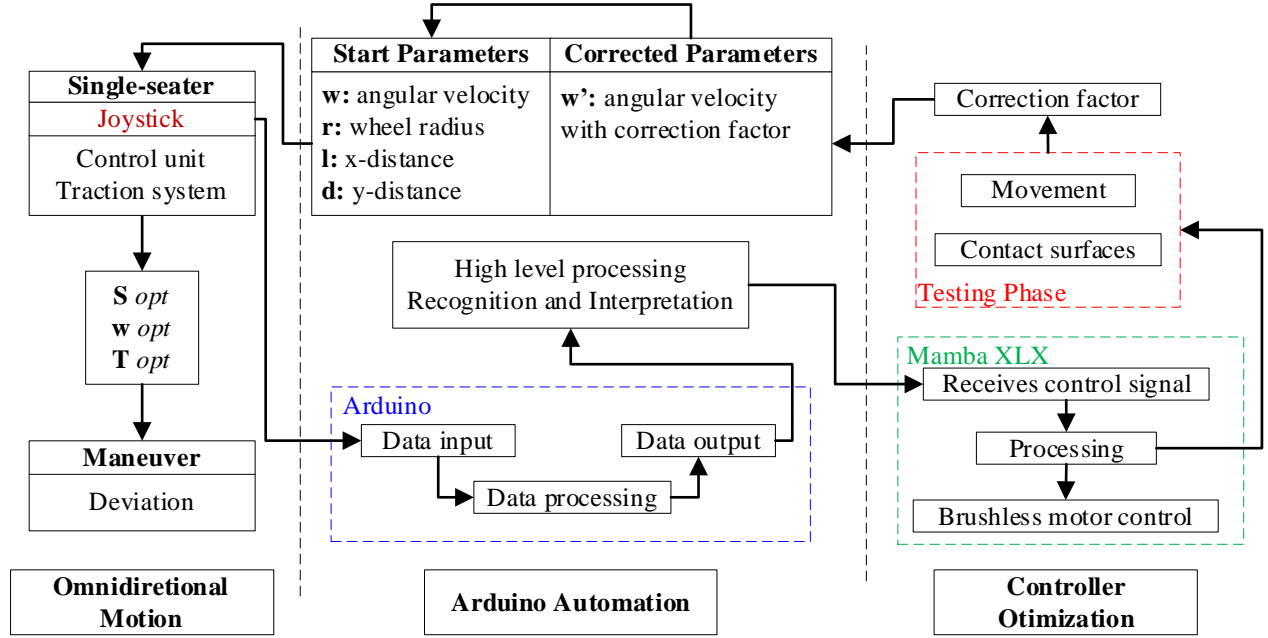 Single-seater
Joystick
Control unit
Traction system
S opt
w opt
T opt
Maneuver
Deviation
Omnidiretional
Motion
Start Parameters
w: angular velocity
r: wheel radius
l: x-distance
d: y-distance
Corrected Parameters
w’: angular velocity
with correction factor
High level processing
Recognition and Interpretation
Arduino
Data input
Data processing
Data output
Arduino Automation
Correction factor
Movement
Contact surfaces
Testing Phase
Mamba XLX
Receives control signal
Processing
Brushless motor control
Controller
Otimization